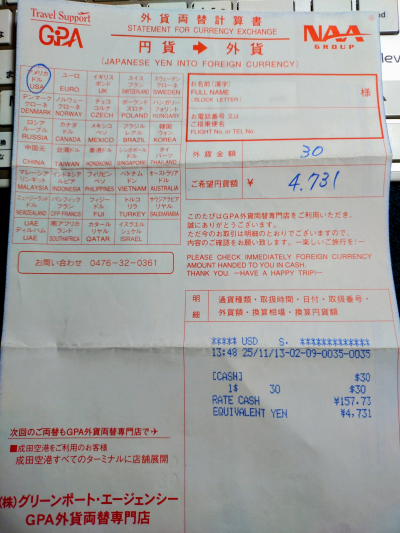 Travel Support
GPA
外貨両替計算書
STATEMENT FOR CURRENCY EXCHANGE
円貨 ➡ 外貨
(JAPANESE YEN INTO FOREIGN CURRENCY)
NAA
GROUP
アメリカ ドル USA
ユーロ EURO
イギリス ポンド UK
スイス フラン SWITZERLAND
スウェーデン クローネ SWEDEN
デンマーク クローネ DENMARK
ノルウェー クローネ NORWAY
チェコ コルナ CZECH
ポーランド ズロチ POLAND
ハンガリー フォリント HUNGARY
ロシア ルーブル RUSSIA
カナダ ドル CANADA
メキシコ ペソ MEXICO
ブラジル レアル BRAZIL
韓国 ウォン KOREA
中国元 CHINA
台湾ドル TAIWAN
香港ドル HONGKONG
シンガポール ドル SINGAPORE
タイ バーツ THAILAND
マレーシア リンギット MALAYSIA
インドネシア ルピア INDONESIA
フィリピン ペソ PHILIPPINES
ベトナム ドン VIETNAM
オーストラリア ドル AUSTRALIA
ニュージーランド ドル NEWZEALAND
パシフィック フラン CFP FRANCS
フィジー ドル FIJI
トルコ リラ TURKEY
サウジアラビア リヤル SAUDIARABIA
UAE ディルハム UAE
南アフリカ ランド SOUTHAFRICA
カタール リヤル QATAR
イスラエル シェケル ISRAEL
お名前(漢字)
FULL NAME
(BLOCK LETTER)
様
お電話番号 又は
ご搭乗便名
FLIGHT No. or TEL No.
外貨金額 30
ご希望円貨額 ¥ 4.731
お問い合わせ 0476-32-0361
このたびはGPA外貨両替専門店をご利用いただき、
誠にありがとうございます。
ただ今のお取引は明細のとおりでございますので、
内容のご確認をお願い致します。―楽しいご旅行を!―
PLEASE CHECK IMMEDIATELY FOREIGN CURRENCY
AMOUNT HANDED TO YOU IN CASH.
THANK YOU. ―HAVE A HAPPY TRIP!―
明細
通貨種類・取扱時間・日付・取扱番号・
外貨額・換算相場・換算円貨額
***** USD S. *************
13:48 25/11/13-02-09-0035-0035
[CASH] $30
1$ 30 $30
RATE CASH ¥157.73
EQUIVALENT YEN ¥4,731
次回のご両替もGPA外貨両替専門店で✈
■成田空港をご利用のお客様
成田空港すべてのターミナルに店舗展開
(株)グリーンポート・エージェンシー
GPA外貨両替専門店